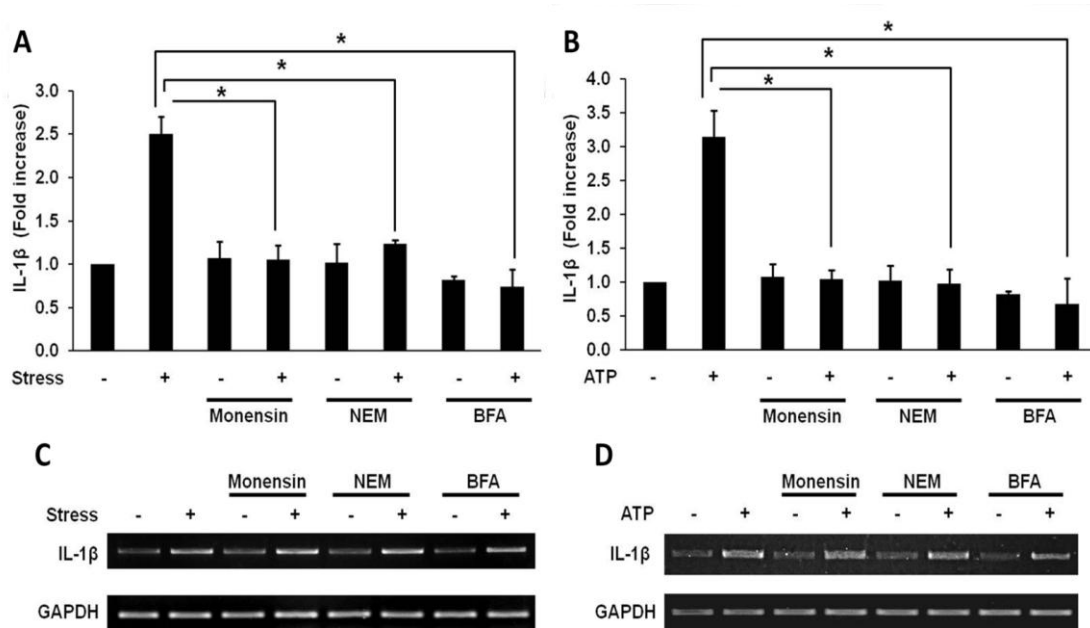 A
*
*
*
IL-1β (Fold increase)
3.0
2.5
2.0
1.5
1.0
0.5
0.0
Stress - + - + - + - +
Monensin NEM BFA
B
*
*
*
IL-1β (Fold increase)
4.0
3.5
3.0
2.5
2.0
1.5
1.0
0.5
0.0
ATP - + - + - + - +
Monensin NEM BFA
C
Monensin NEM BFA
Stress - + - + - + - +
IL-1β
GAPDH
D
Monensin NEM BFA
ATP - + - + - + - +
IL-1β
GAPDH